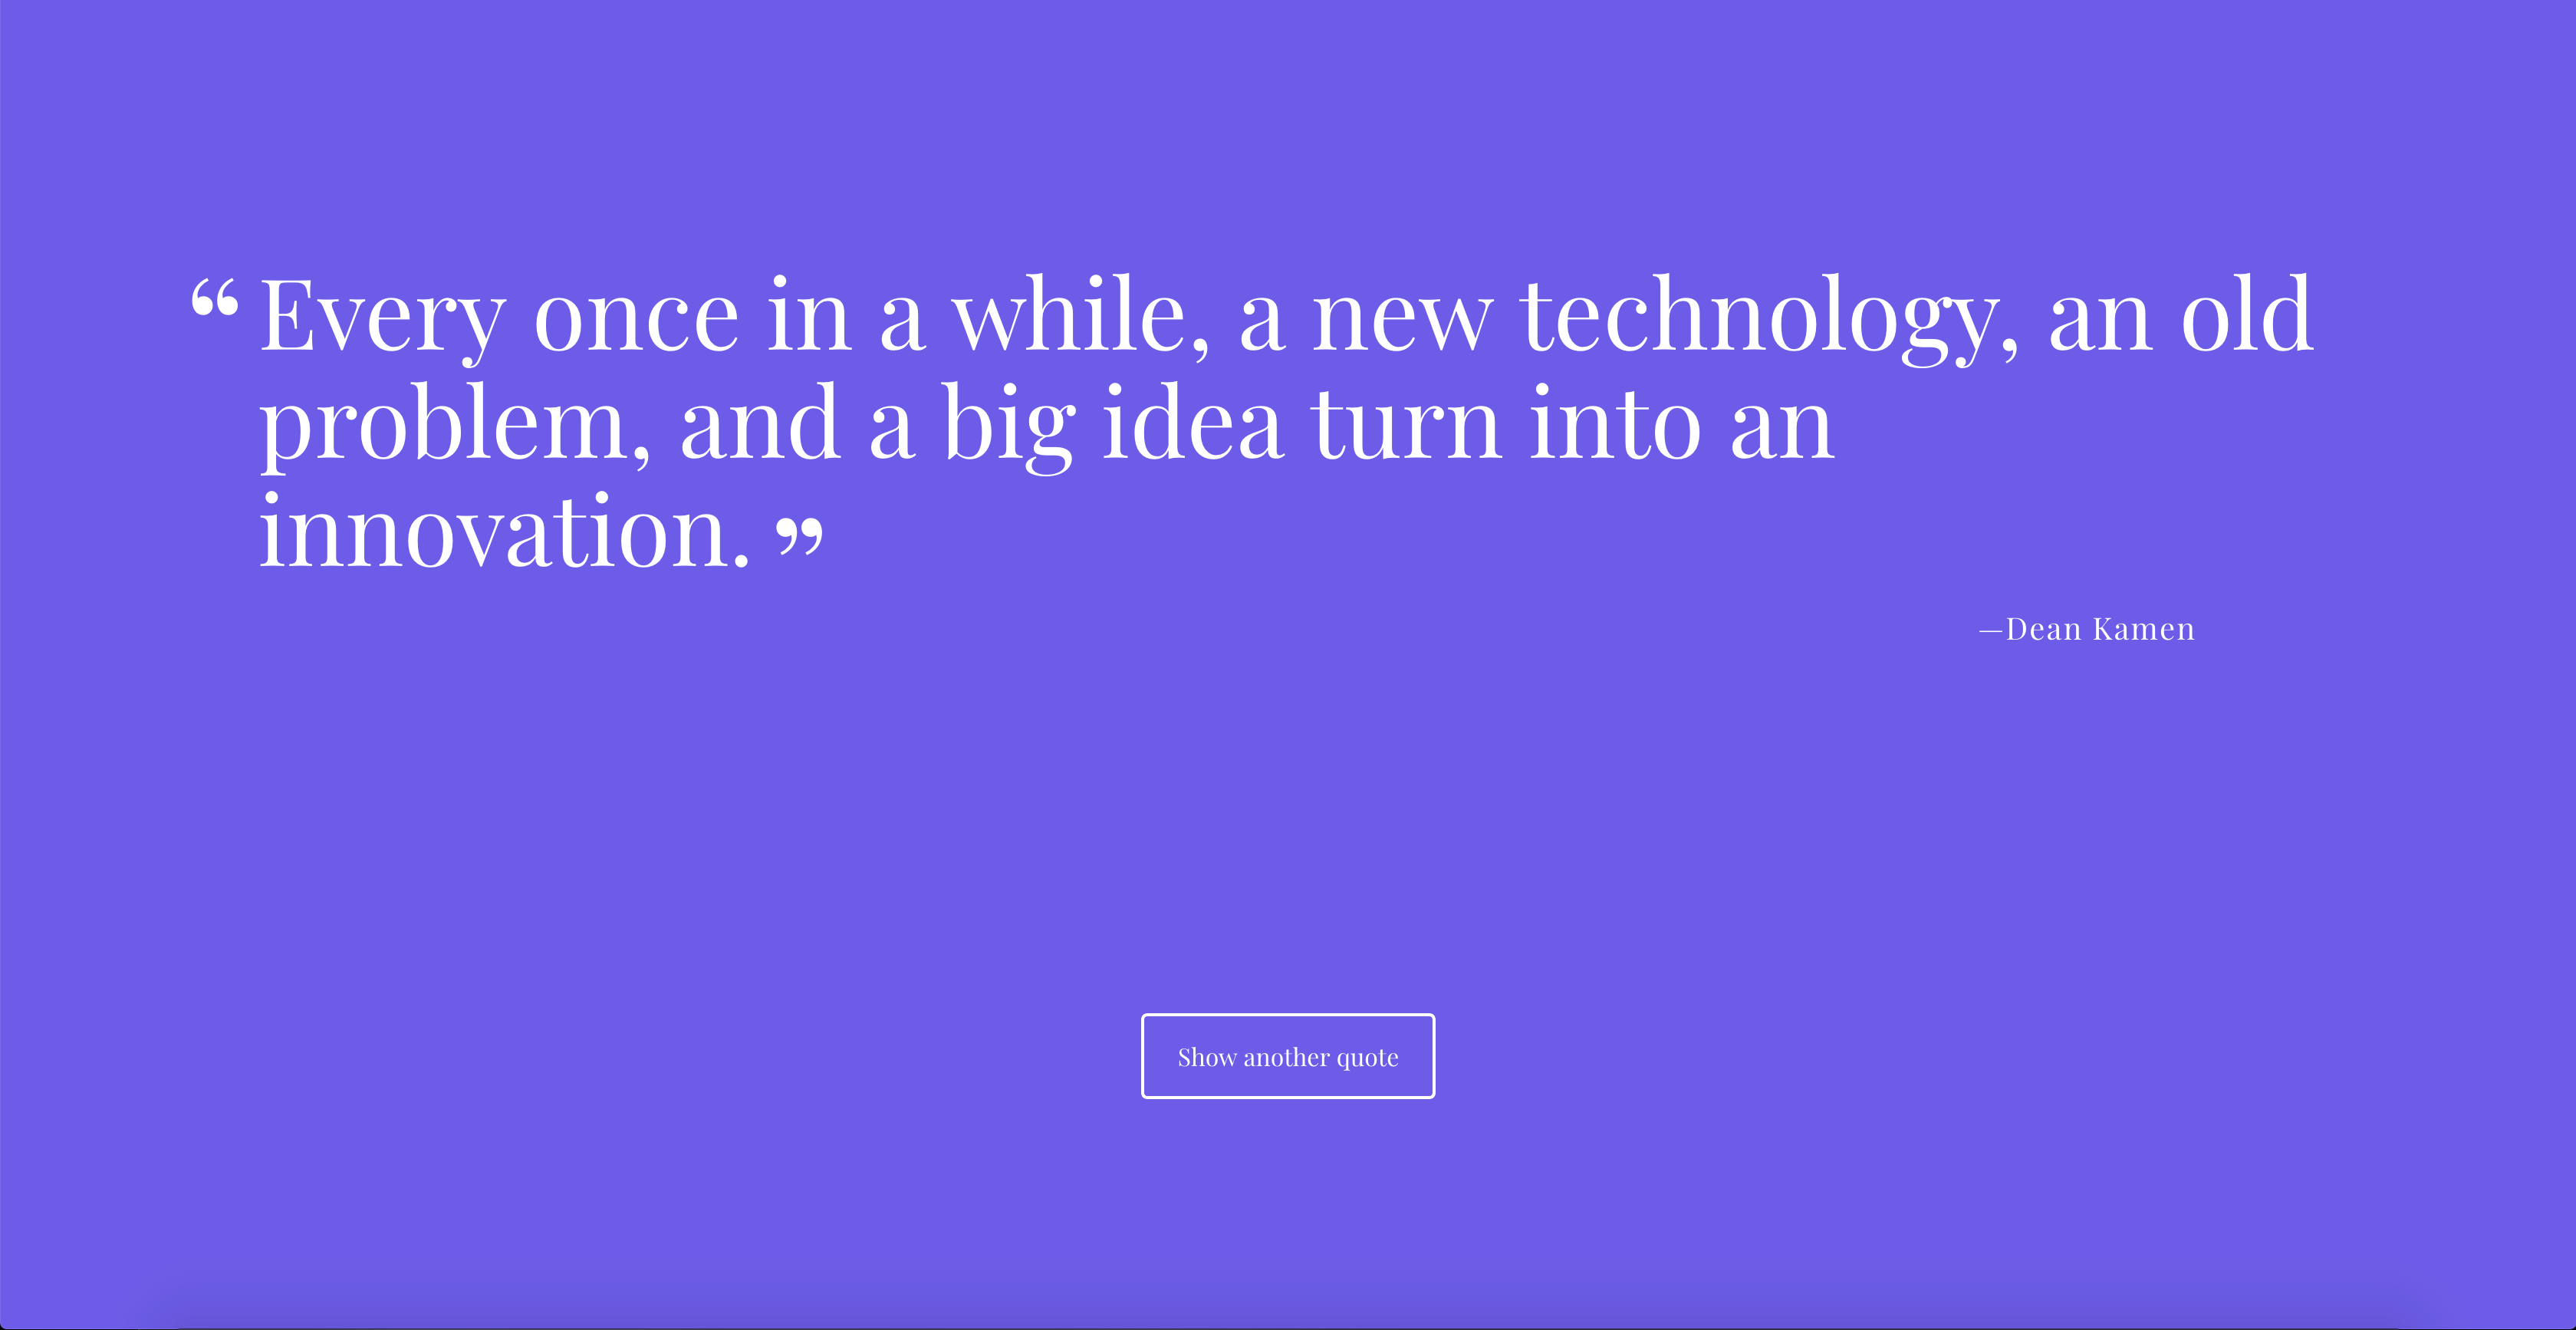 “Every once in a while, a new technology, an old
problem, and a big idea turn into an
innovation. ”
—Dean Kamen
Show another quote